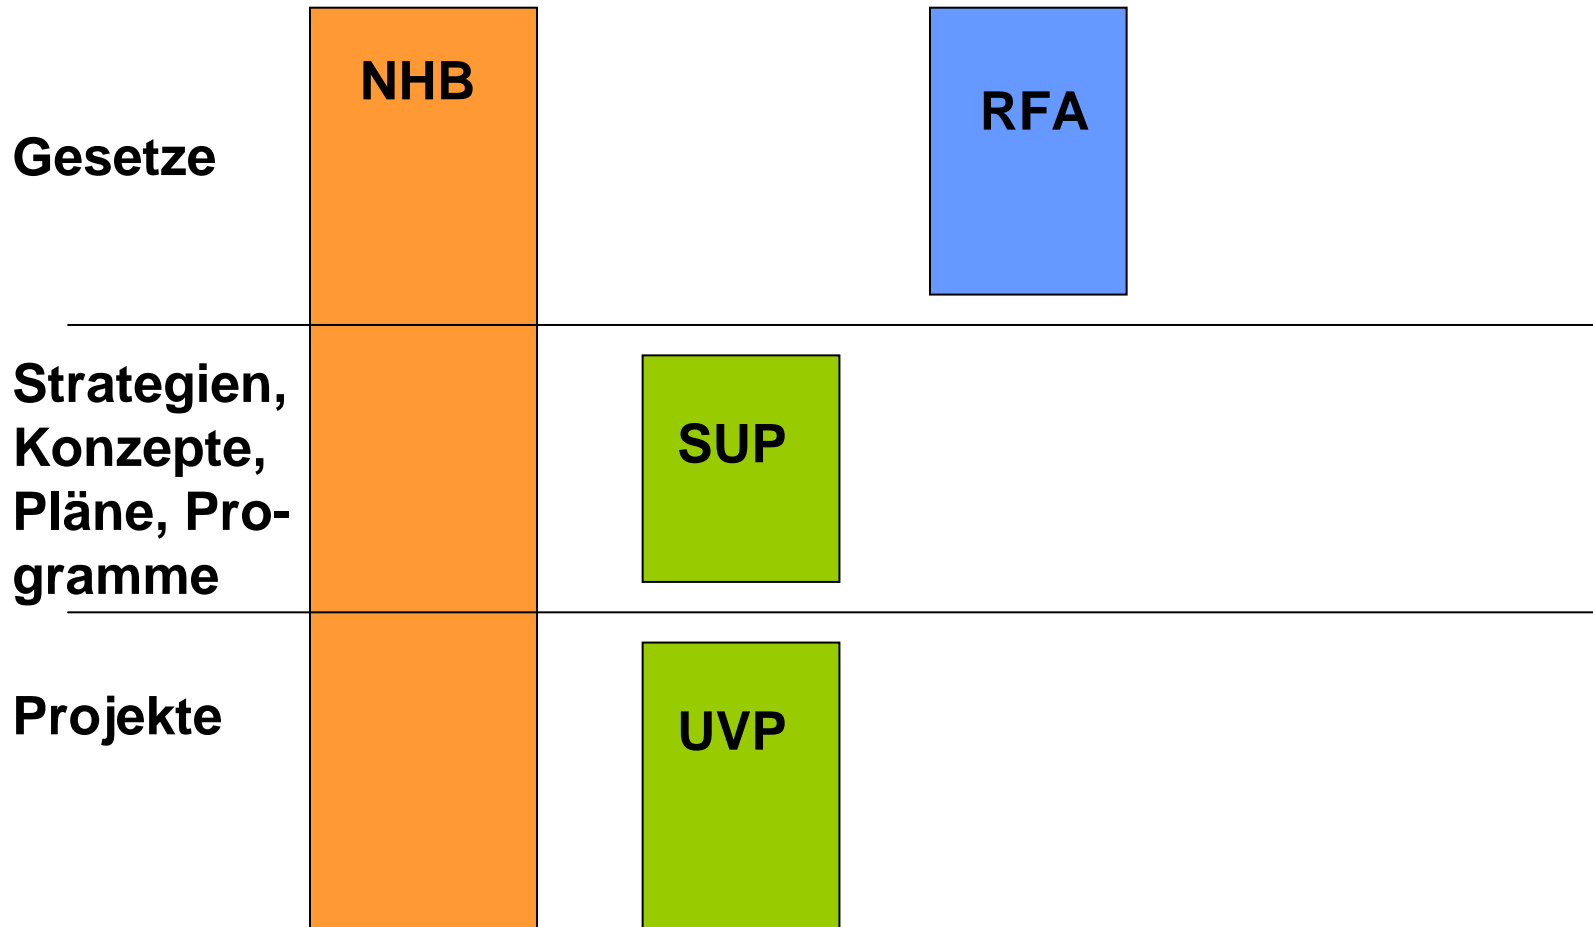 NHB
RFA
Gesetze
Strategien,
Konzepte,
Pläne, Pro-
gramme
SUP
Projekte
UVP